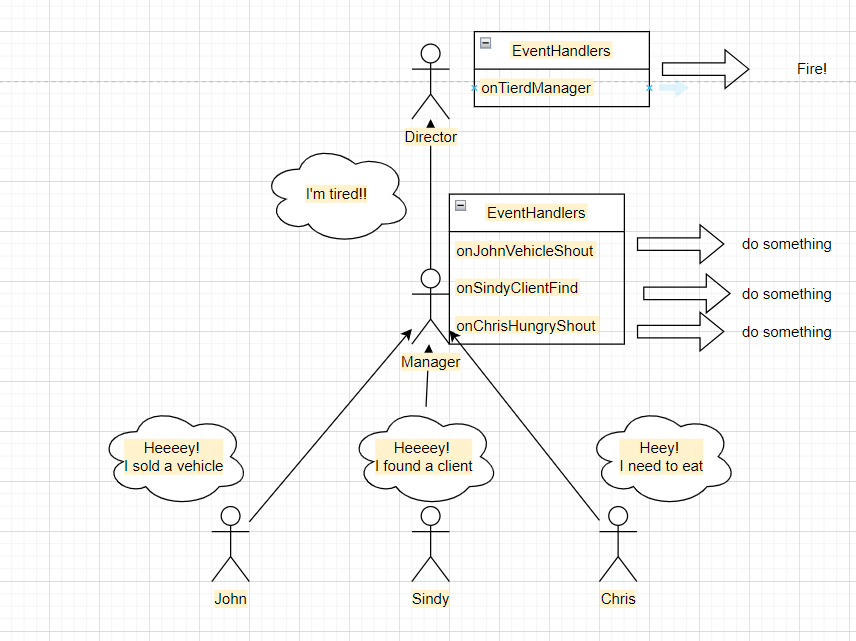 EventHandlers
onTierdManager
Fire!
Director
I'm tired!!
EventHandlers
onJohnVehicleShout
do something
onSindyClientFind
do something
onChrisHungryShout
do something
Manager
Heeeey!
I sold a vehicle
Heeeey!
I found a client
Heey!
I need to eat
John
Sindy
Chris